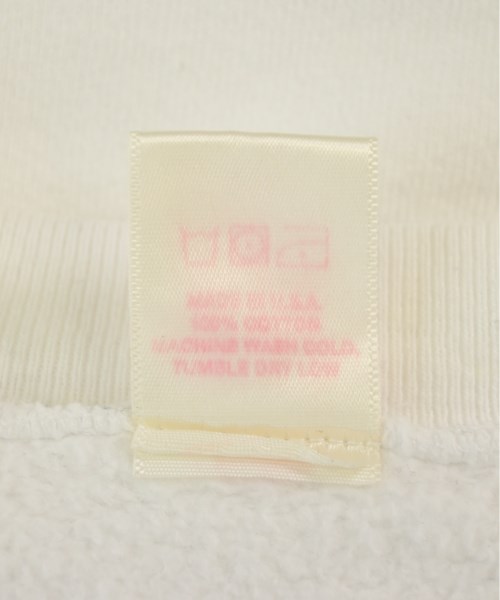 MADE IN U.S.A.
100% COTTON
MACHINE WASH COLD,
TUMBLE DRY LOW